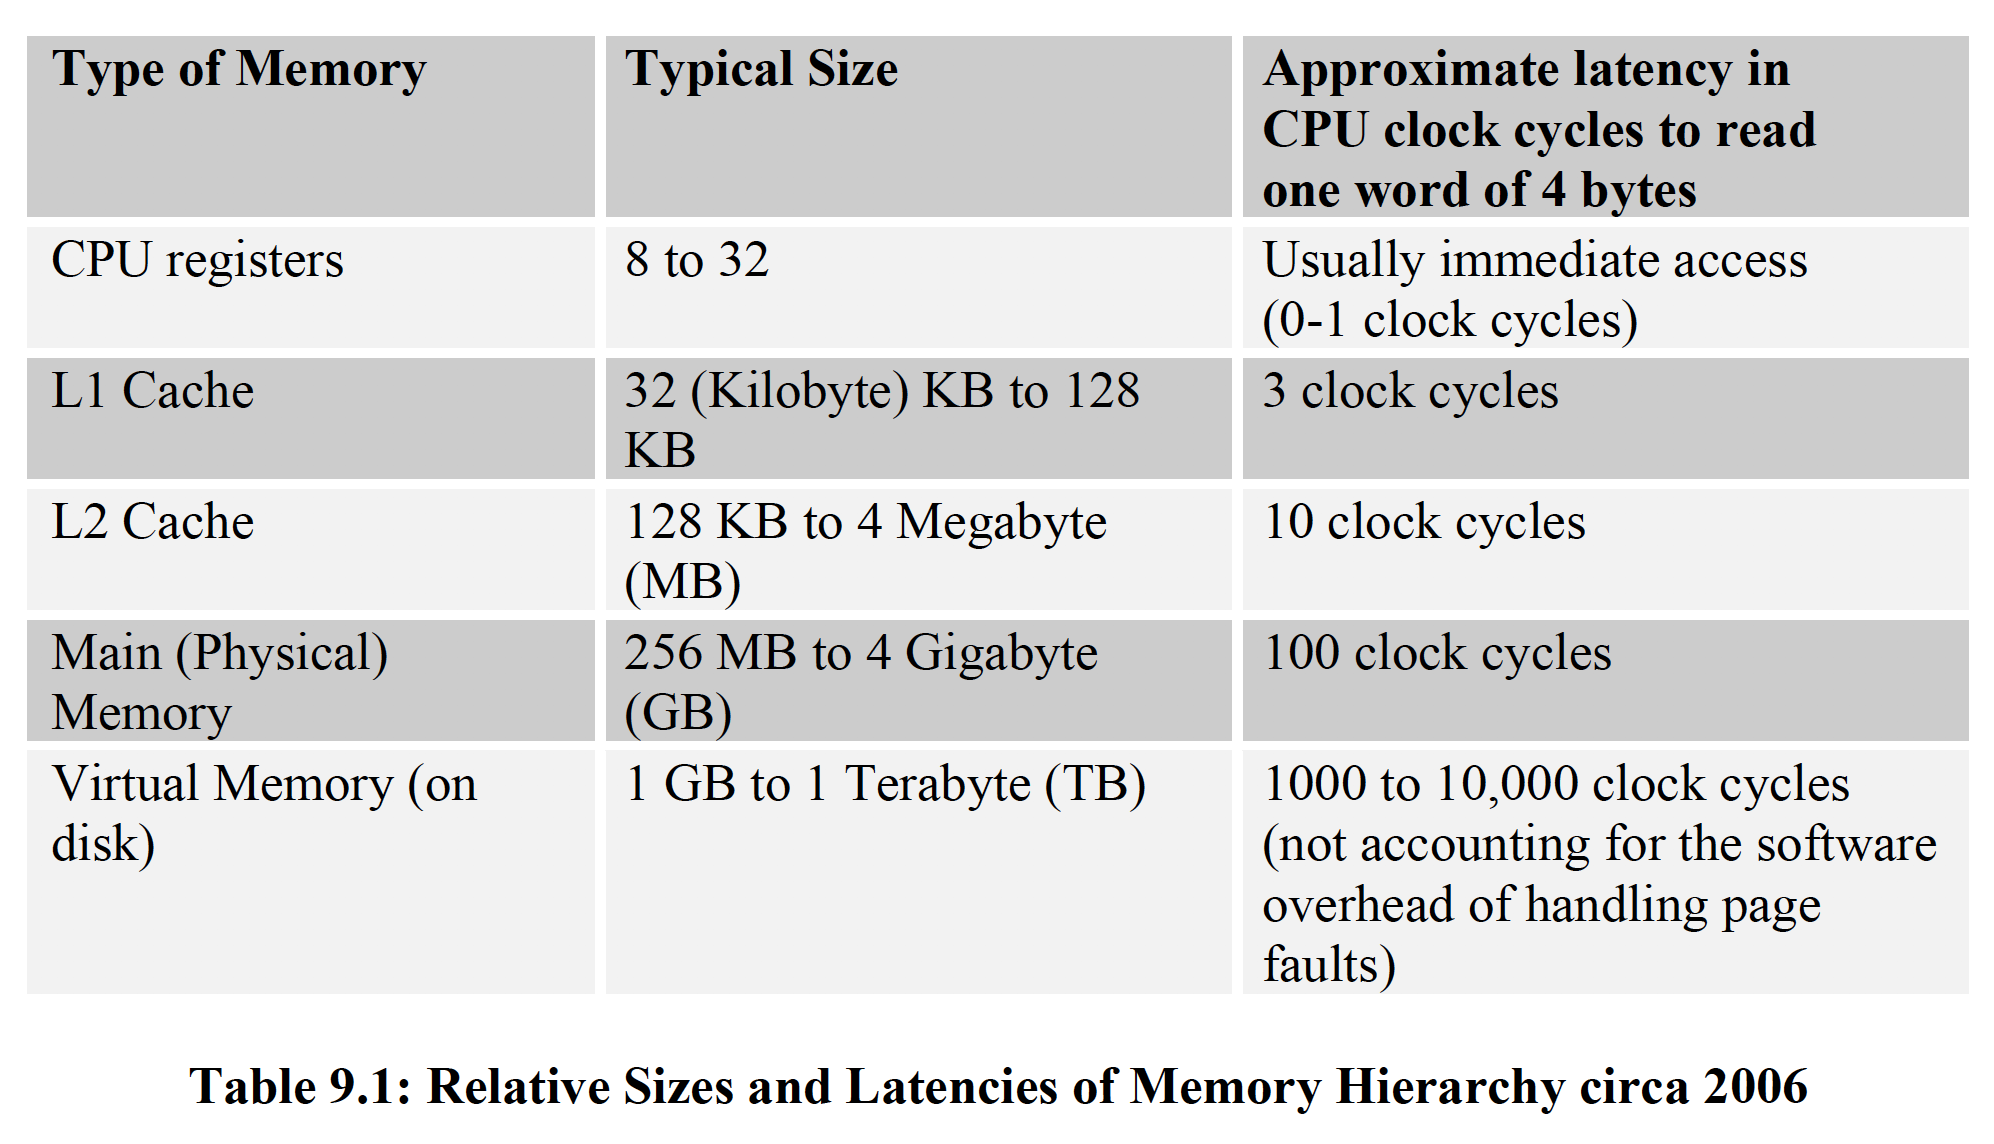 Type of Memory
Typical Size
Approximate latency in
CPU clock cycles to read
one word of 4 bytes
CPU registers
8 to 32
Usually immediate access
(0-1 clock cycles)
L1 Cache
32 (Kilobyte) KB to 128
KB
3 clock cycles
L2 Cache
128 KB to 4 Megabyte
(MB)
10 clock cycles
Main (Physical)
Memory
256 MB to 4 Gigabyte
(GB)
100 clock cycles
Virtual Memory (on
disk)
1 GB to 1 Terabyte (TB)
1000 to 10,000 clock cycles
(not accounting for the software
overhead of handling page
faults)
Table 9.1: Relative Sizes and Latencies of Memory Hierarchy circa 2006